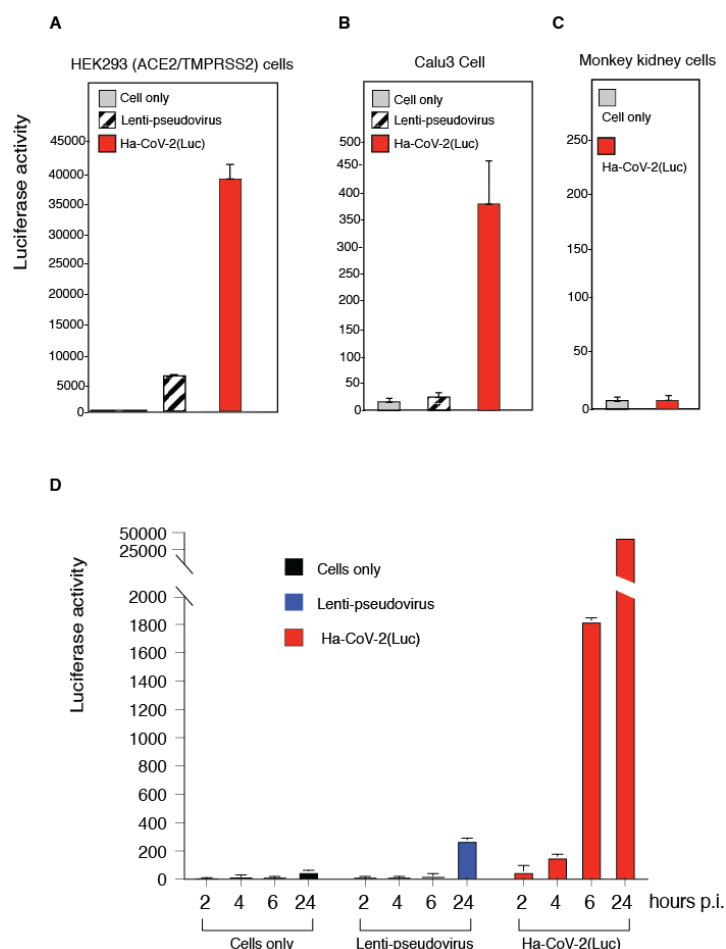 A
HEK293 (ACE2/TMPRSS2) cells
Luciferase activity
Cell only
Lenti-pseudovirus
Ha-CoV-2(Luc)
45000
40000
35000
30000
25000
20000
15000
10000
5000
0
B
Calu3 Cell
Cell only
Lenti-pseudovirus
Ha-CoV-2(Luc)
500
450
400
350
300
250
200
150
100
50
0
C
Monkey kidney cells
Cell only
Ha-CoV-2(Luc)
250
200
150
100
50
0
D
Luciferase activity
50000
25000
2000
1800
1600
1400
1200
1000
800
600
400
200
0
Cells only
Lenti-pseudovirus
Ha-CoV-2(Luc)
2 4 6 24 2 4 6 24 2 4 6 24 hours p.i.
Cells only Lenti-pseudovirus Ha-CoV-2(Luc)